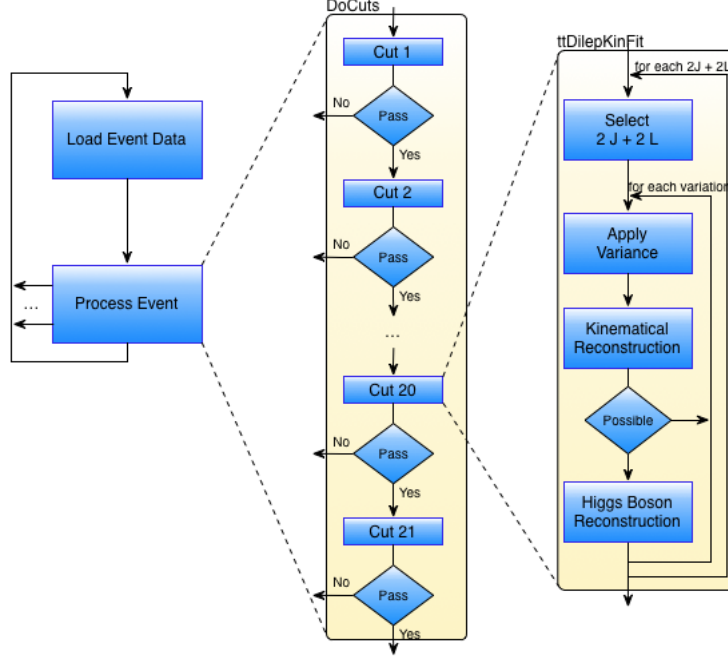 DoCuts
ttDilepKinFit
Load Event Data
Process Event
...
Cut 1
No
Pass
Yes
Cut 2
No
Pass
Yes
...
Cut 20
No
Pass
Yes
Cut 21
No
Pass
Yes
for each 2J + 2L
Select
2 J + 2 L
for each variation
Apply
Variance
Kinematical
Reconstruction
Possible
Higgs Boson
Reconstruction